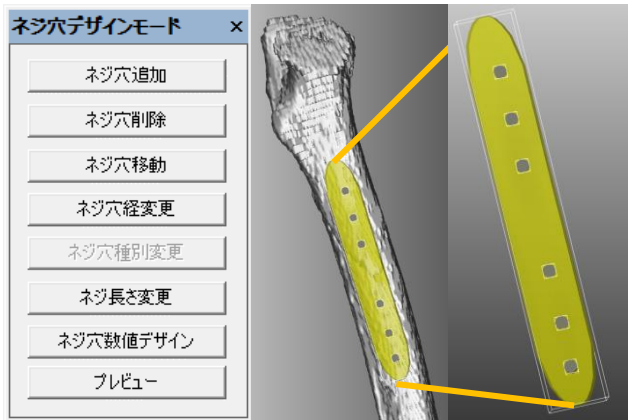 ネジ穴デザインモード ×
ネジ穴追加
ネジ穴削除
ネジ穴移動
ネジ穴経変更
ネジ穴種別変更
ネジ長さ変更
ネジ穴数値デザイン
プレビュー